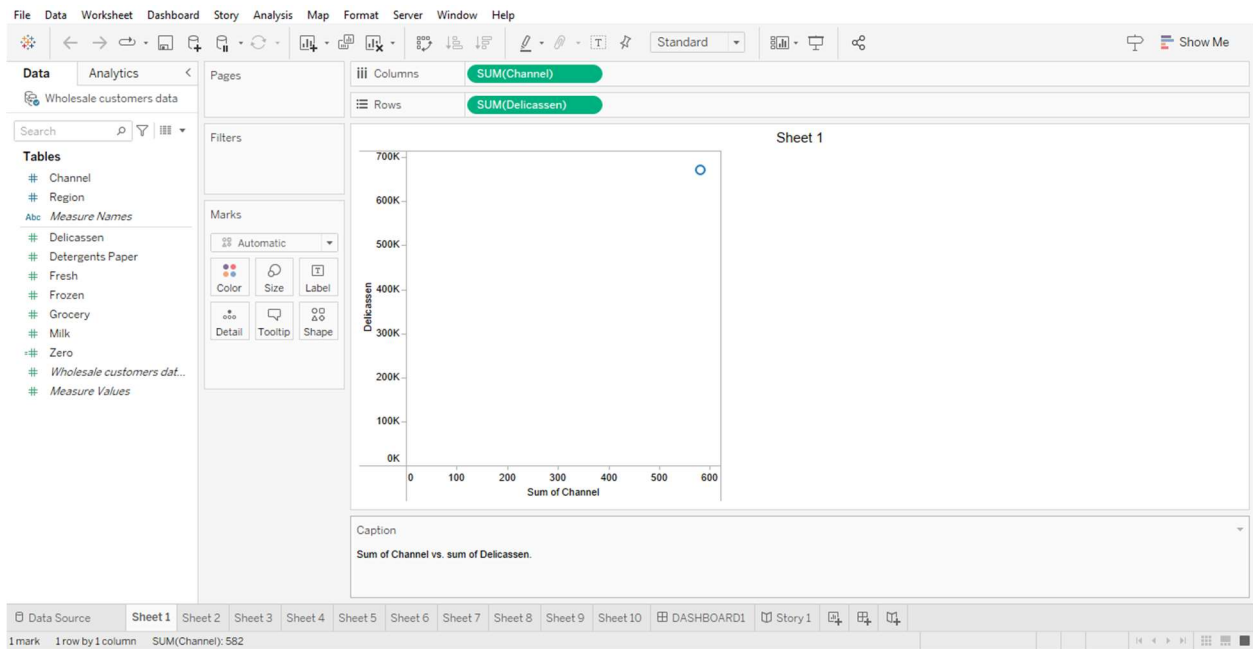 File Data Worksheet Dashboard Story Analysis Map Format Server Window Help
Standard
Show Me
Data Analytics
Wholesale customers data
Search
Tables
# Channel
# Region
Abc Measure Names
# Delicassen
# Detergents Paper
# Fresh
# Frozen
# Grocery
# Milk
=# Zero
# Wholesale customers dat...
# Measure Values
Pages
Filters
Marks
Automatic
Color Size Label
Detail Tooltip Shape
Columns SUM(Channel)
Rows SUM(Delicassen)
Sheet 1
700K
600K
500K
400K
300K
200K
100K
0K
Delicassen
0 100 200 300 400 500 600
Sum of Channel
Caption
Sum of Channel vs. sum of Delicassen.
Data Source Sheet 1 Sheet 2 Sheet 3 Sheet 4 Sheet 5 Sheet 6 Sheet 7 Sheet 8 Sheet 9 Sheet 10 DASHBOARD1 Story 1
1 mark 1 row by 1 column SUM(Channel): 582